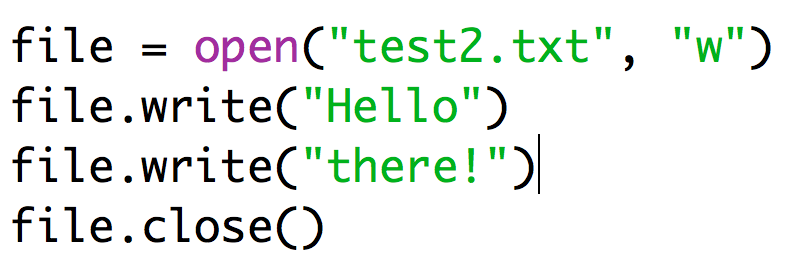 file = open("test2.txt", "w")
file.write("Hello")
file.write("there!")
file.close()